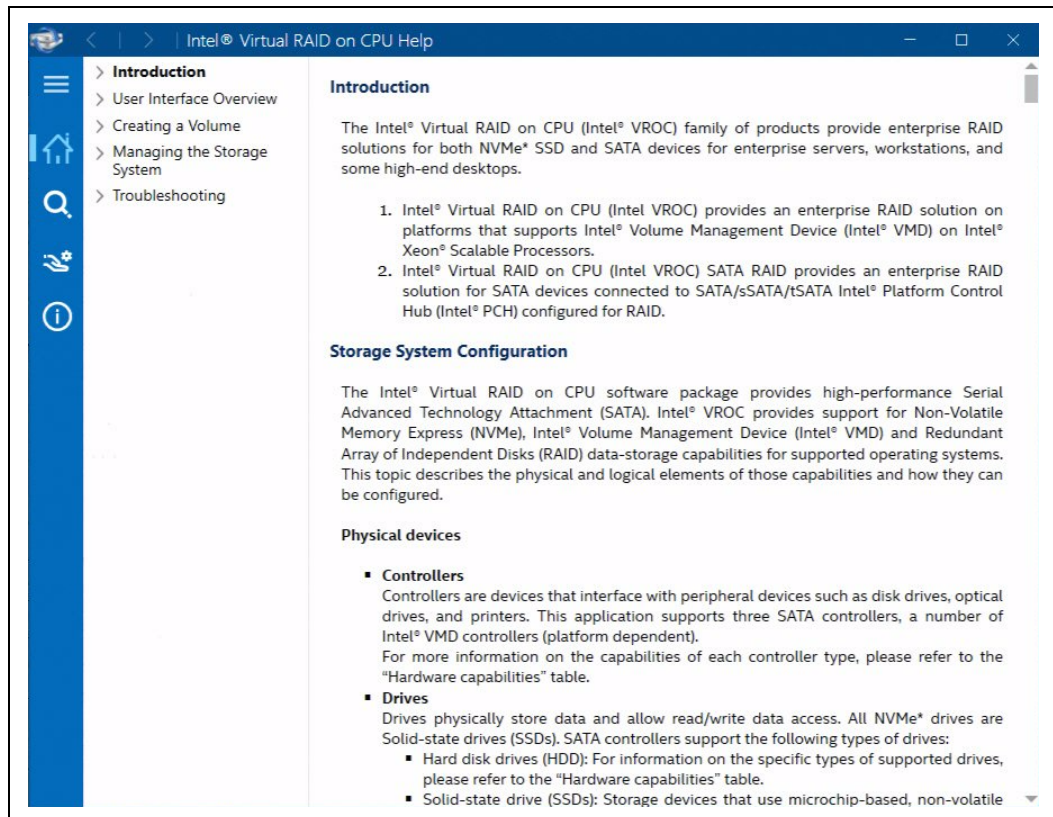 Intel® Virtual RAID on CPU Help
Introduction
User Interface Overview
Creating a Volume
Managing the Storage
System
Troubleshooting
Introduction
The Intel® Virtual RAID on CPU (Intel® VROC) family of products provide enterprise RAID
solutions for both NVMe* SSD and SATA devices for enterprise servers, workstations, and
some high-end desktops.
1. Intel® Virtual RAID on CPU (Intel VROC) provides an enterprise RAID solution on
platforms that supports Intel® Volume Management Device (Intel® VMD) on Intel®
Xeon® Scalable Processors.
2. Intel® Virtual RAID on CPU (Intel VROC) SATA RAID provides an enterprise RAID
solution for SATA devices connected to SATA/sSATA/tSATA Intel® Platform Control
Hub (Intel® PCH) configured for RAID.
Storage System Configuration
The Intel® Virtual RAID on CPU software package provides high-performance Serial
Advanced Technology Attachment (SATA). Intel® VROC provides support for Non-Volatile
Memory Express (NVMe), Intel® Volume Management Device (Intel® VMD) and Redundant
Array of Independent Disks (RAID) data-storage capabilities for supported operating systems.
This topic describes the physical and logical elements of those capabilities and how they can
be configured.
Physical devices
▪ Controllers
Controllers are devices that interface with peripheral devices such as disk drives, optical
drives, and printers. This application supports three SATA controllers, a number of
Intel® VMD controllers (platform dependent).
For more information on the capabilities of each controller type, please refer to the
“Hardware capabilities” table.
▪ Drives
Drives physically store data and allow read/write data access. All NVMe* drives are
Solid-state drives (SSDs). SATA controllers support the following types of drives:
▪ Hard disk drives (HDD): For information on the specific types of supported drives,
please refer to the “Hardware capabilities” table.
▪ Solid-state drive (SSDs): Storage devices that use microchip-based, non-volatile